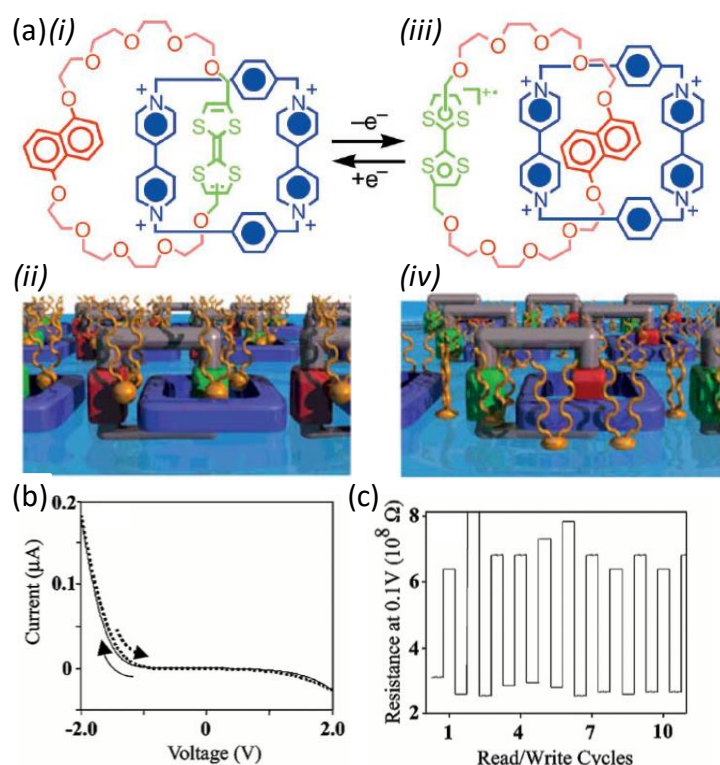 (a)(i)
(iii)
O O O O O O O O O O
+ + + +
N N N N
S S S S
–e–
+e–
+•
S S S S
O O O O O O O O O O
N N N N
+ + + +
(ii)
(iv)
(b)
(c)
0.2
0.1
0
Current (µA)
-2.0 0 2.0
Voltage (V)
8
6
4
2
Resistance at 0.1V (10⁸ Ω)
1 4 7 10
Read/Write Cycles